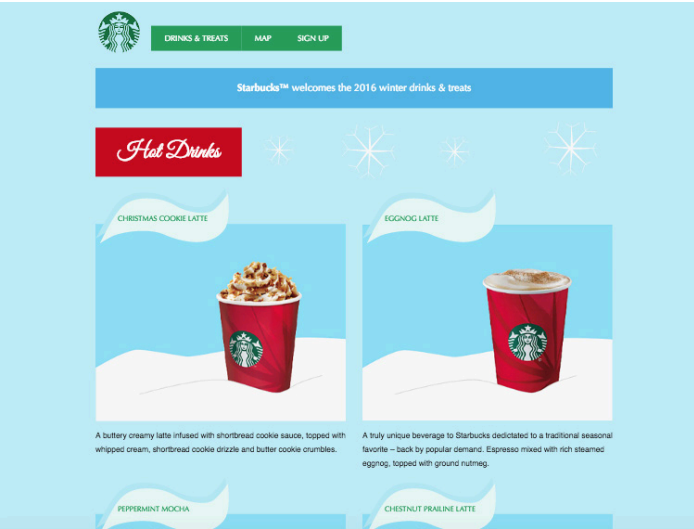 DRINKS & TREATS MAP SIGN UP
Starbucks™ welcomes the 2016 winter drinks & treats
Hot Drinks
CHRISTMAS COOKIE LATTE
EGGNOG LATTE
A buttery creamy latte infused with shortbread cookie sauce, topped with
whipped cream, shortbread cookie drizzle and butter cookie crumbles.
A truly unique beverage to Starbucks dedictated to a traditional seasonal
favorite – back by popular demand. Espresso mixed with rich steamed
eggnog, topped with ground nutmeg.
PEPPERMINT MOCHA
CHESTNUT PRAILINE LATTE